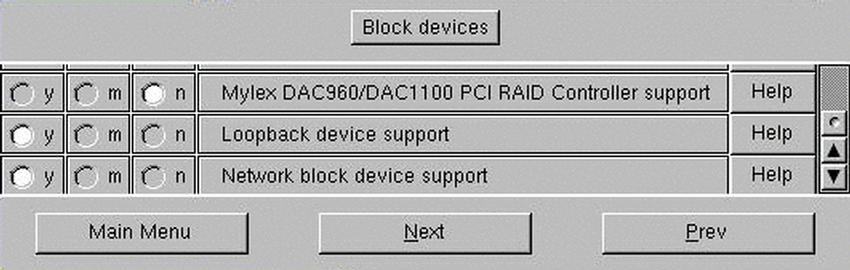 Block devices
y m n Mylex DAC960/DAC1100 PCI RAID Controller support Help
y m n Loopback device support Help
y m n Network block device support Help
Main Menu Next Prev